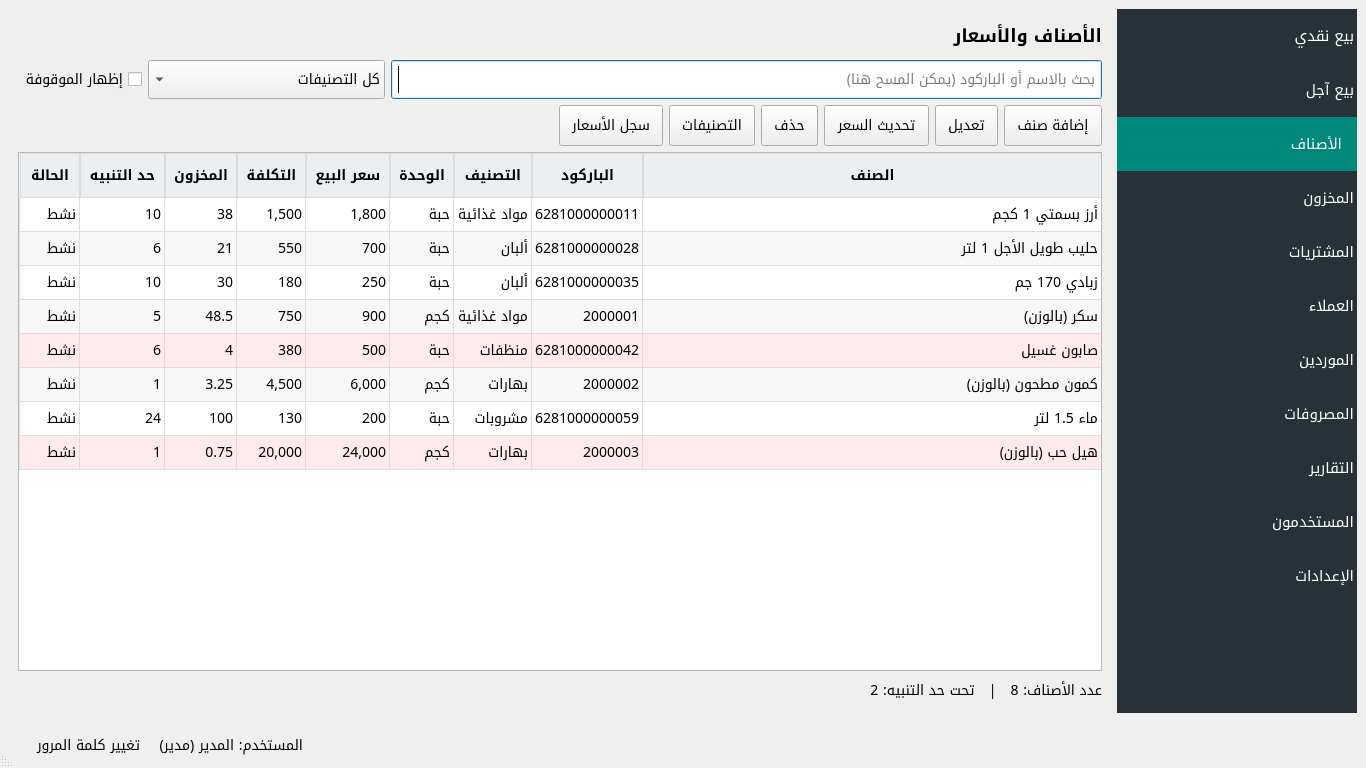 بيع نقدي
بيع آجل
الأصناف
المخزون
المشتريات
العملاء
الموردين
المصروفات
التقارير
المستخدمون
الإعدادات
الأصناف والأسعار
بحث بالاسم أو الباركود (يمكن المسح هنا) كل التصنيفات إظهار الموقوفة
إضافة صنف تعديل تحديث السعر حذف التصنيفات سجل الأسعار
الصنف الباركود التصنيف الوحدة سعر البيع التكلفة المخزون حد التنبيه الحالة
أرز بسمتي 1 كجم 6281000000011 مواد غذائية حبة 1,800 1,500 38 10 نشط
حليب طويل الأجل 1 لتر 6281000000028 ألبان حبة 700 550 21 6 نشط
زبادي 170 جم 6281000000035 ألبان حبة 250 180 30 10 نشط
سكر (بالوزن) 2000001 مواد غذائية كجم 900 750 48.5 5 نشط
صابون غسيل 6281000000042 منظفات حبة 500 380 4 6 نشط
كمون مطحون (بالوزن) 2000002 بهارات كجم 6,000 4,500 3.25 1 نشط
ماء 1.5 لتر 6281000000059 مشروبات حبة 200 130 100 24 نشط
هيل حب (بالوزن) 2000003 بهارات كجم 24,000 20,000 0.75 1 نشط
عدد الأصناف: 8 | تحت حد التنبيه: 2
المستخدم: المدير (مدير) تغيير كلمة المرور